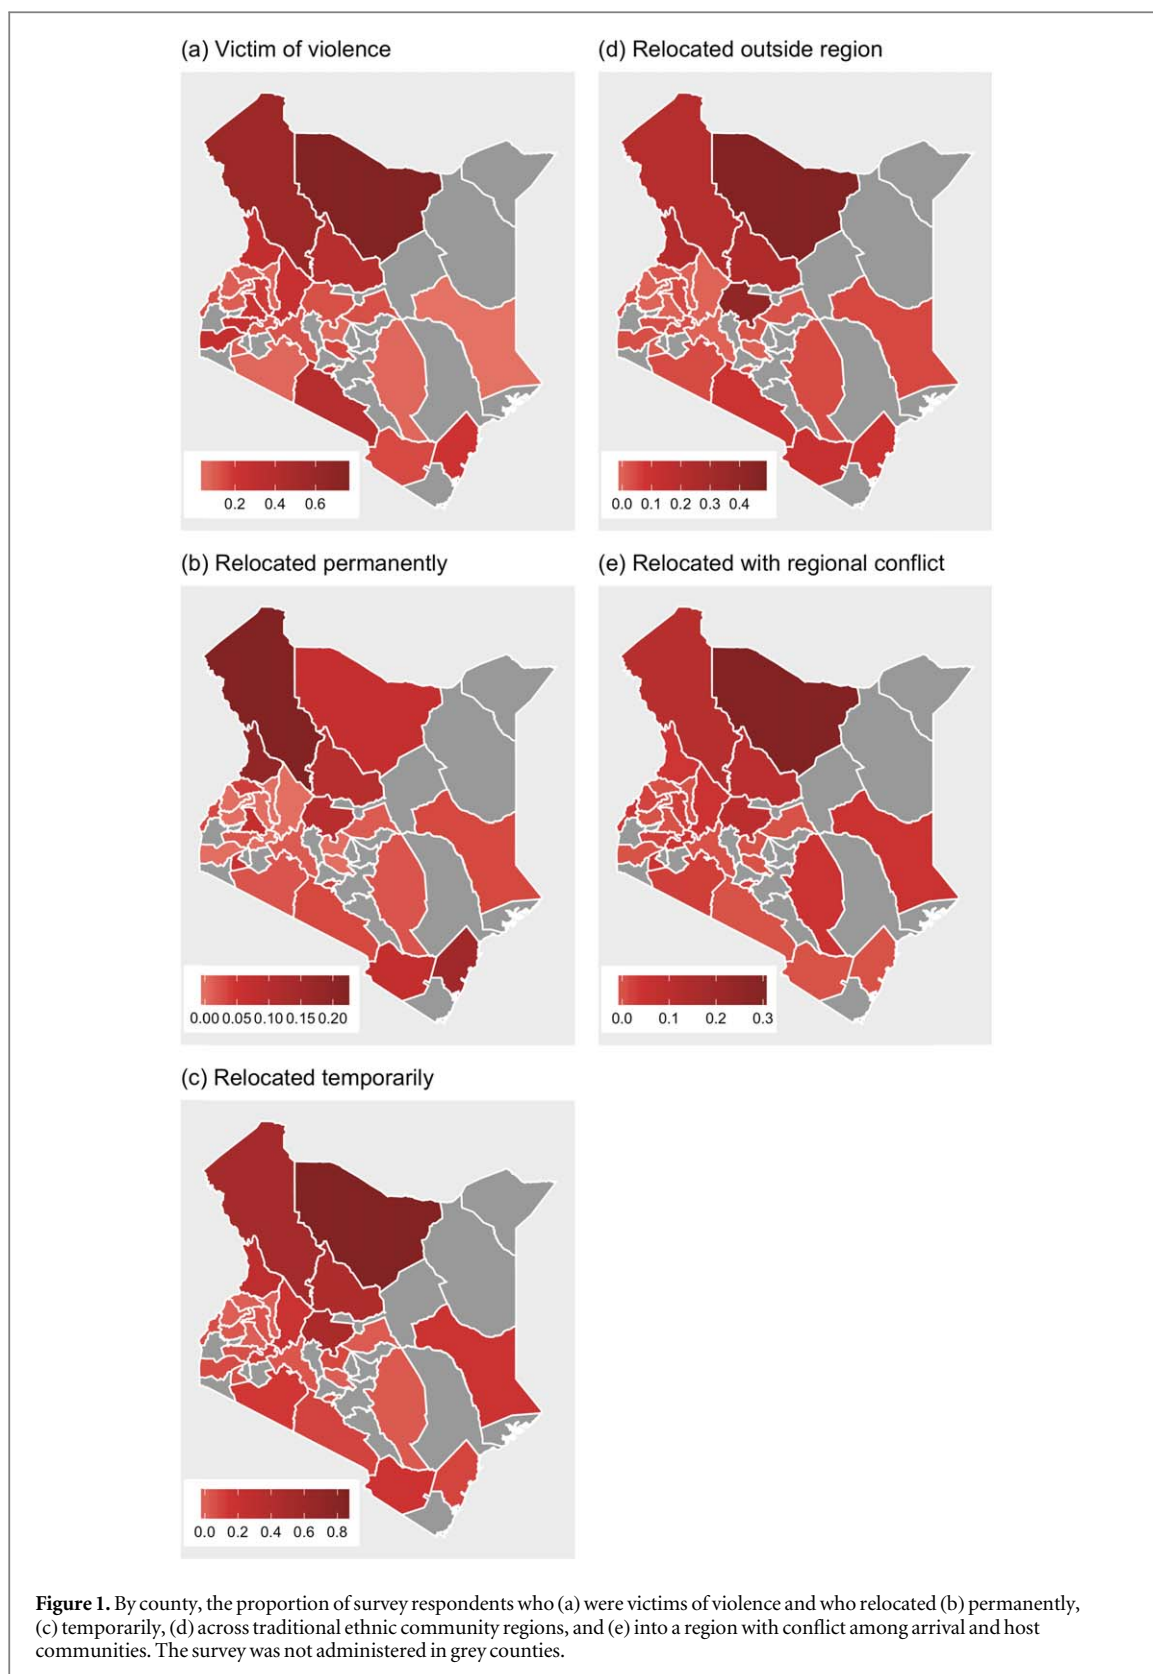 (a) Victim of violence
(d) Relocated outside region
0.2 0.4 0.6
0.0 0.1 0.2 0.3 0.4
(b) Relocated permanently
(e) Relocated with regional conflict
0.00 0.05 0.10 0.15 0.20
0.0 0.1 0.2 0.3
(c) Relocated temporarily
0.0 0.2 0.4 0.6 0.8
Figure 1. By county, the proportion of survey respondents who (a) were victims of violence and who relocated (b) permanently,
(c) temporarily, (d) across traditional ethnic community regions, and (e) into a region with conflict among arrival and host
communities. The survey was not administered in grey counties.